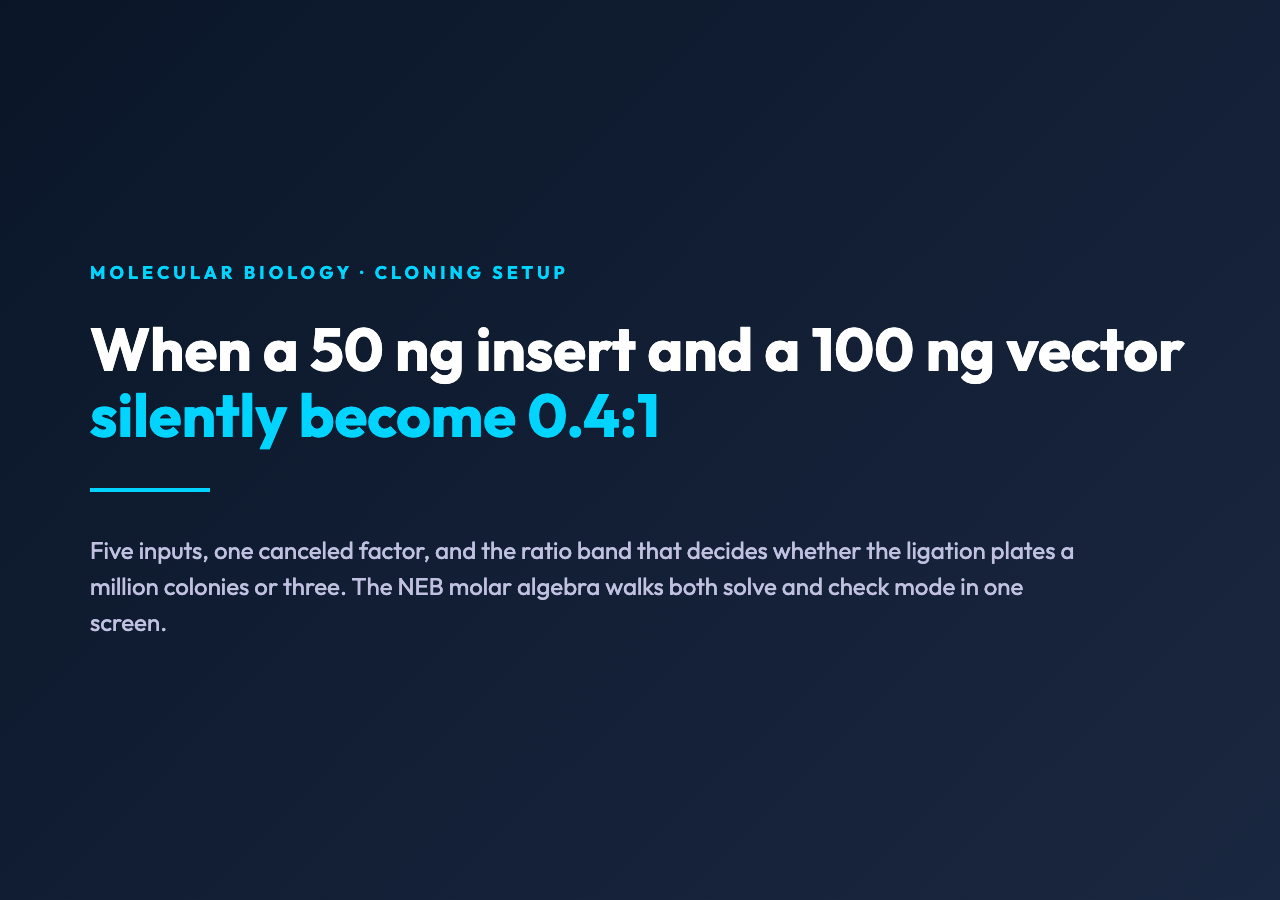 MOLECULAR BIOLOGY · CLONING SETUP
When a 50 ng insert and a 100 ng vector
silently become 0.4:1
Five inputs, one canceled factor, and the ratio band that decides whether the ligation plates a
million colonies or three. The NEB molar algebra walks both solve and check mode in one
screen.